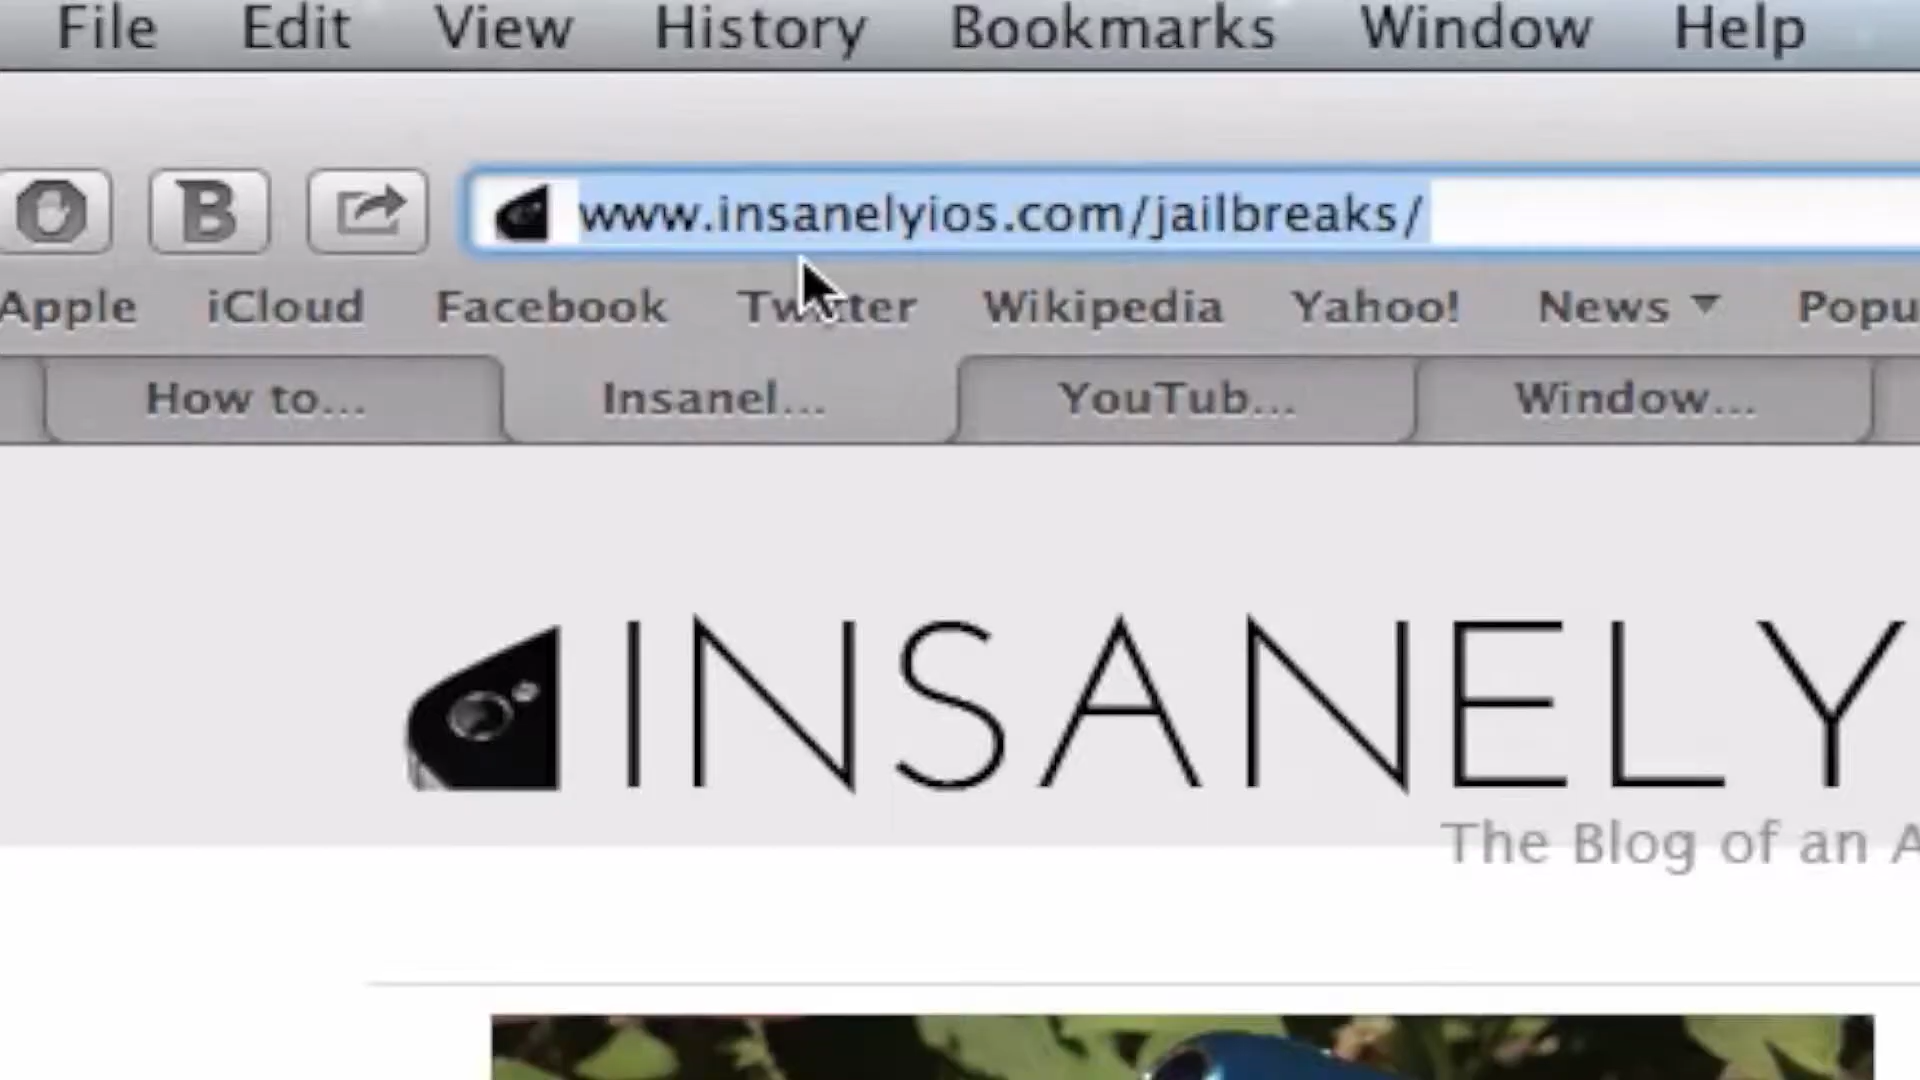 File Edit View History Bookmarks Window Help
B www.insanelyios.com/jailbreaks/
Apple iCloud Facebook Twitter Wikipedia Yahoo! News Popu
How to... Insanel... YouTub... Window...
INSANELY
The Blog of an A